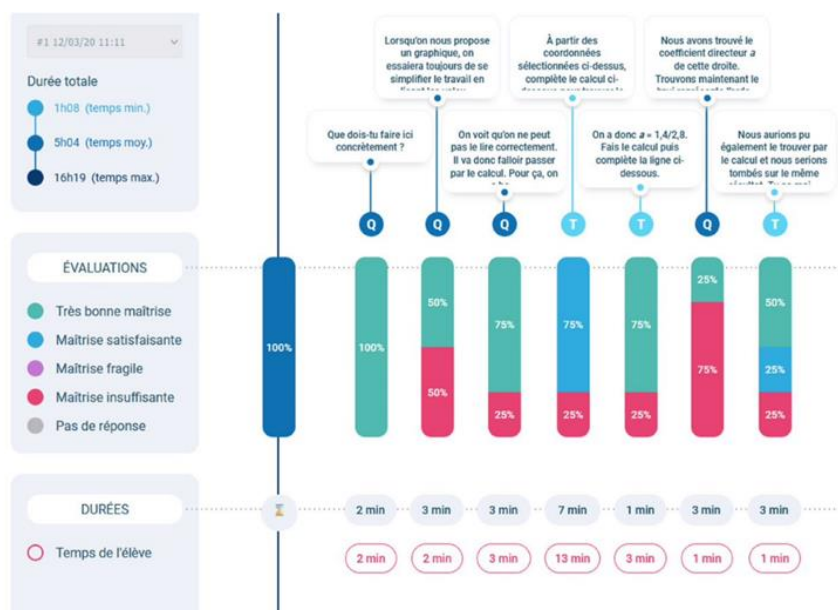 #1 12/03/20 11:11
Durée totale
1h08 (temps min.)
5h04 (temps moy.)
16h19 (temps max.)
Lorsqu'on nous propose
un graphique, on
essaiera toujours de se
simplifier le travail en
À partir des
coordonnées
sélectionnées ci-dessus,
complète le calcul ci-
Nous avons trouvé le
coefficient directeur a
de cette droite.
Trouvons maintenant le
Que dois-tu faire ici
concrètement ?
On voit qu'on ne peut
pas le lire correctement.
Il va donc falloir passer
par le calcul. Pour ça, on
On a donc a = 1,4/2,8.
Fais le calcul puis
complète la ligne ci-
dessous.
Nous aurions pu
également le trouver par
le calcul et nous serions
tombés sur le même
Q
Q
Q
T
T
Q
T
ÉVALUATIONS
Très bonne maîtrise
Maîtrise satisfaisante
Maîtrise fragile
Maîtrise insuffisante
Pas de réponse
100%
100%
50%
50%
75%
25%
75%
25%
75%
25%
25%
75%
50%
25%
25%
DURÉES
2 min
3 min
3 min
7 min
1 min
3 min
3 min
Temps de l'élève
2 min
2 min
3 min
13 min
3 min
1 min
1 min